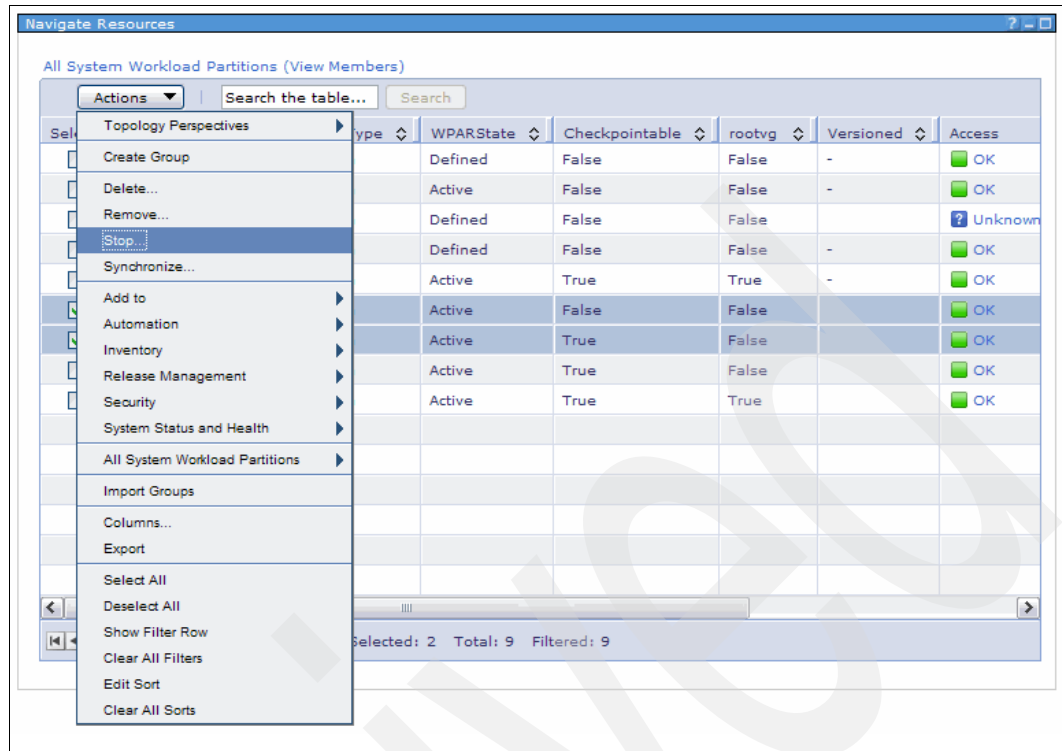 Navigate Resources
All System Workload Partitions (View Members)
Actions Search the table... Search
Sele ype WPARState Checkpointable rootvg Versioned Access
Topology Perspectives
Create Group
Delete...
Remove...
Stop...
Synchronize...
Add to
Automation
Inventory
Release Management
Security
System Status and Health
All System Workload Partitions
Import Groups
Columns...
Export
Select All
Deselect All
Show Filter Row
Clear All Filters
Edit Sort
Clear All Sorts
Defined False False - OK
Active False False - OK
Defined False False ? Unknown
Defined False False - OK
Active True True - OK
Active False False OK
Active True False OK
Active True False OK
Active True True OK
Selected: 2 Total: 9 Filtered: 9